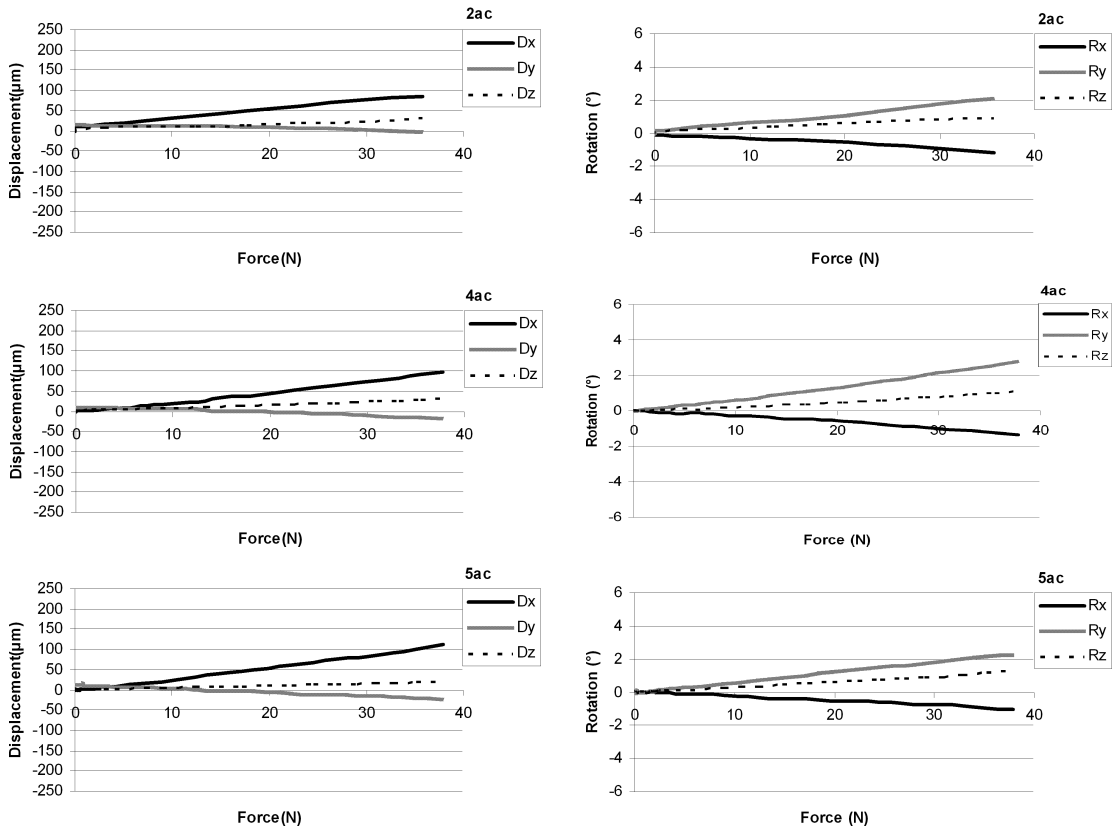 2ac
250
200
150
100
50
0
-50
-100
-150
-200
-250
0 10 20 30 40
Displacement(µm)
Force(N)
Dx
Dy
Dz
2ac
6
4
2
0
-2
-4
-6
0 10 20 30 40
Rotation (°)
Force (N)
Rx
Ry
Rz
4ac
250
200
150
100
50
0
-50
-100
-150
-200
-250
0 10 20 30 40
Displacement(µm)
Force(N)
Dx
Dy
Dz
4ac
6
4
2
0
-2
-4
-6
0 10 20 30 40
Rotation (°)
Force (N)
Rx
Ry
Rz
5ac
250
200
150
100
50
0
-50
-100
-150
-200
-250
0 10 20 30 40
Displacement(µm)
Force(N)
Dx
Dy
Dz
5ac
6
4
2
0
-2
-4
-6
0 10 20 30 40
Rotation (°)
Force (N)
Rx
Ry
Rz